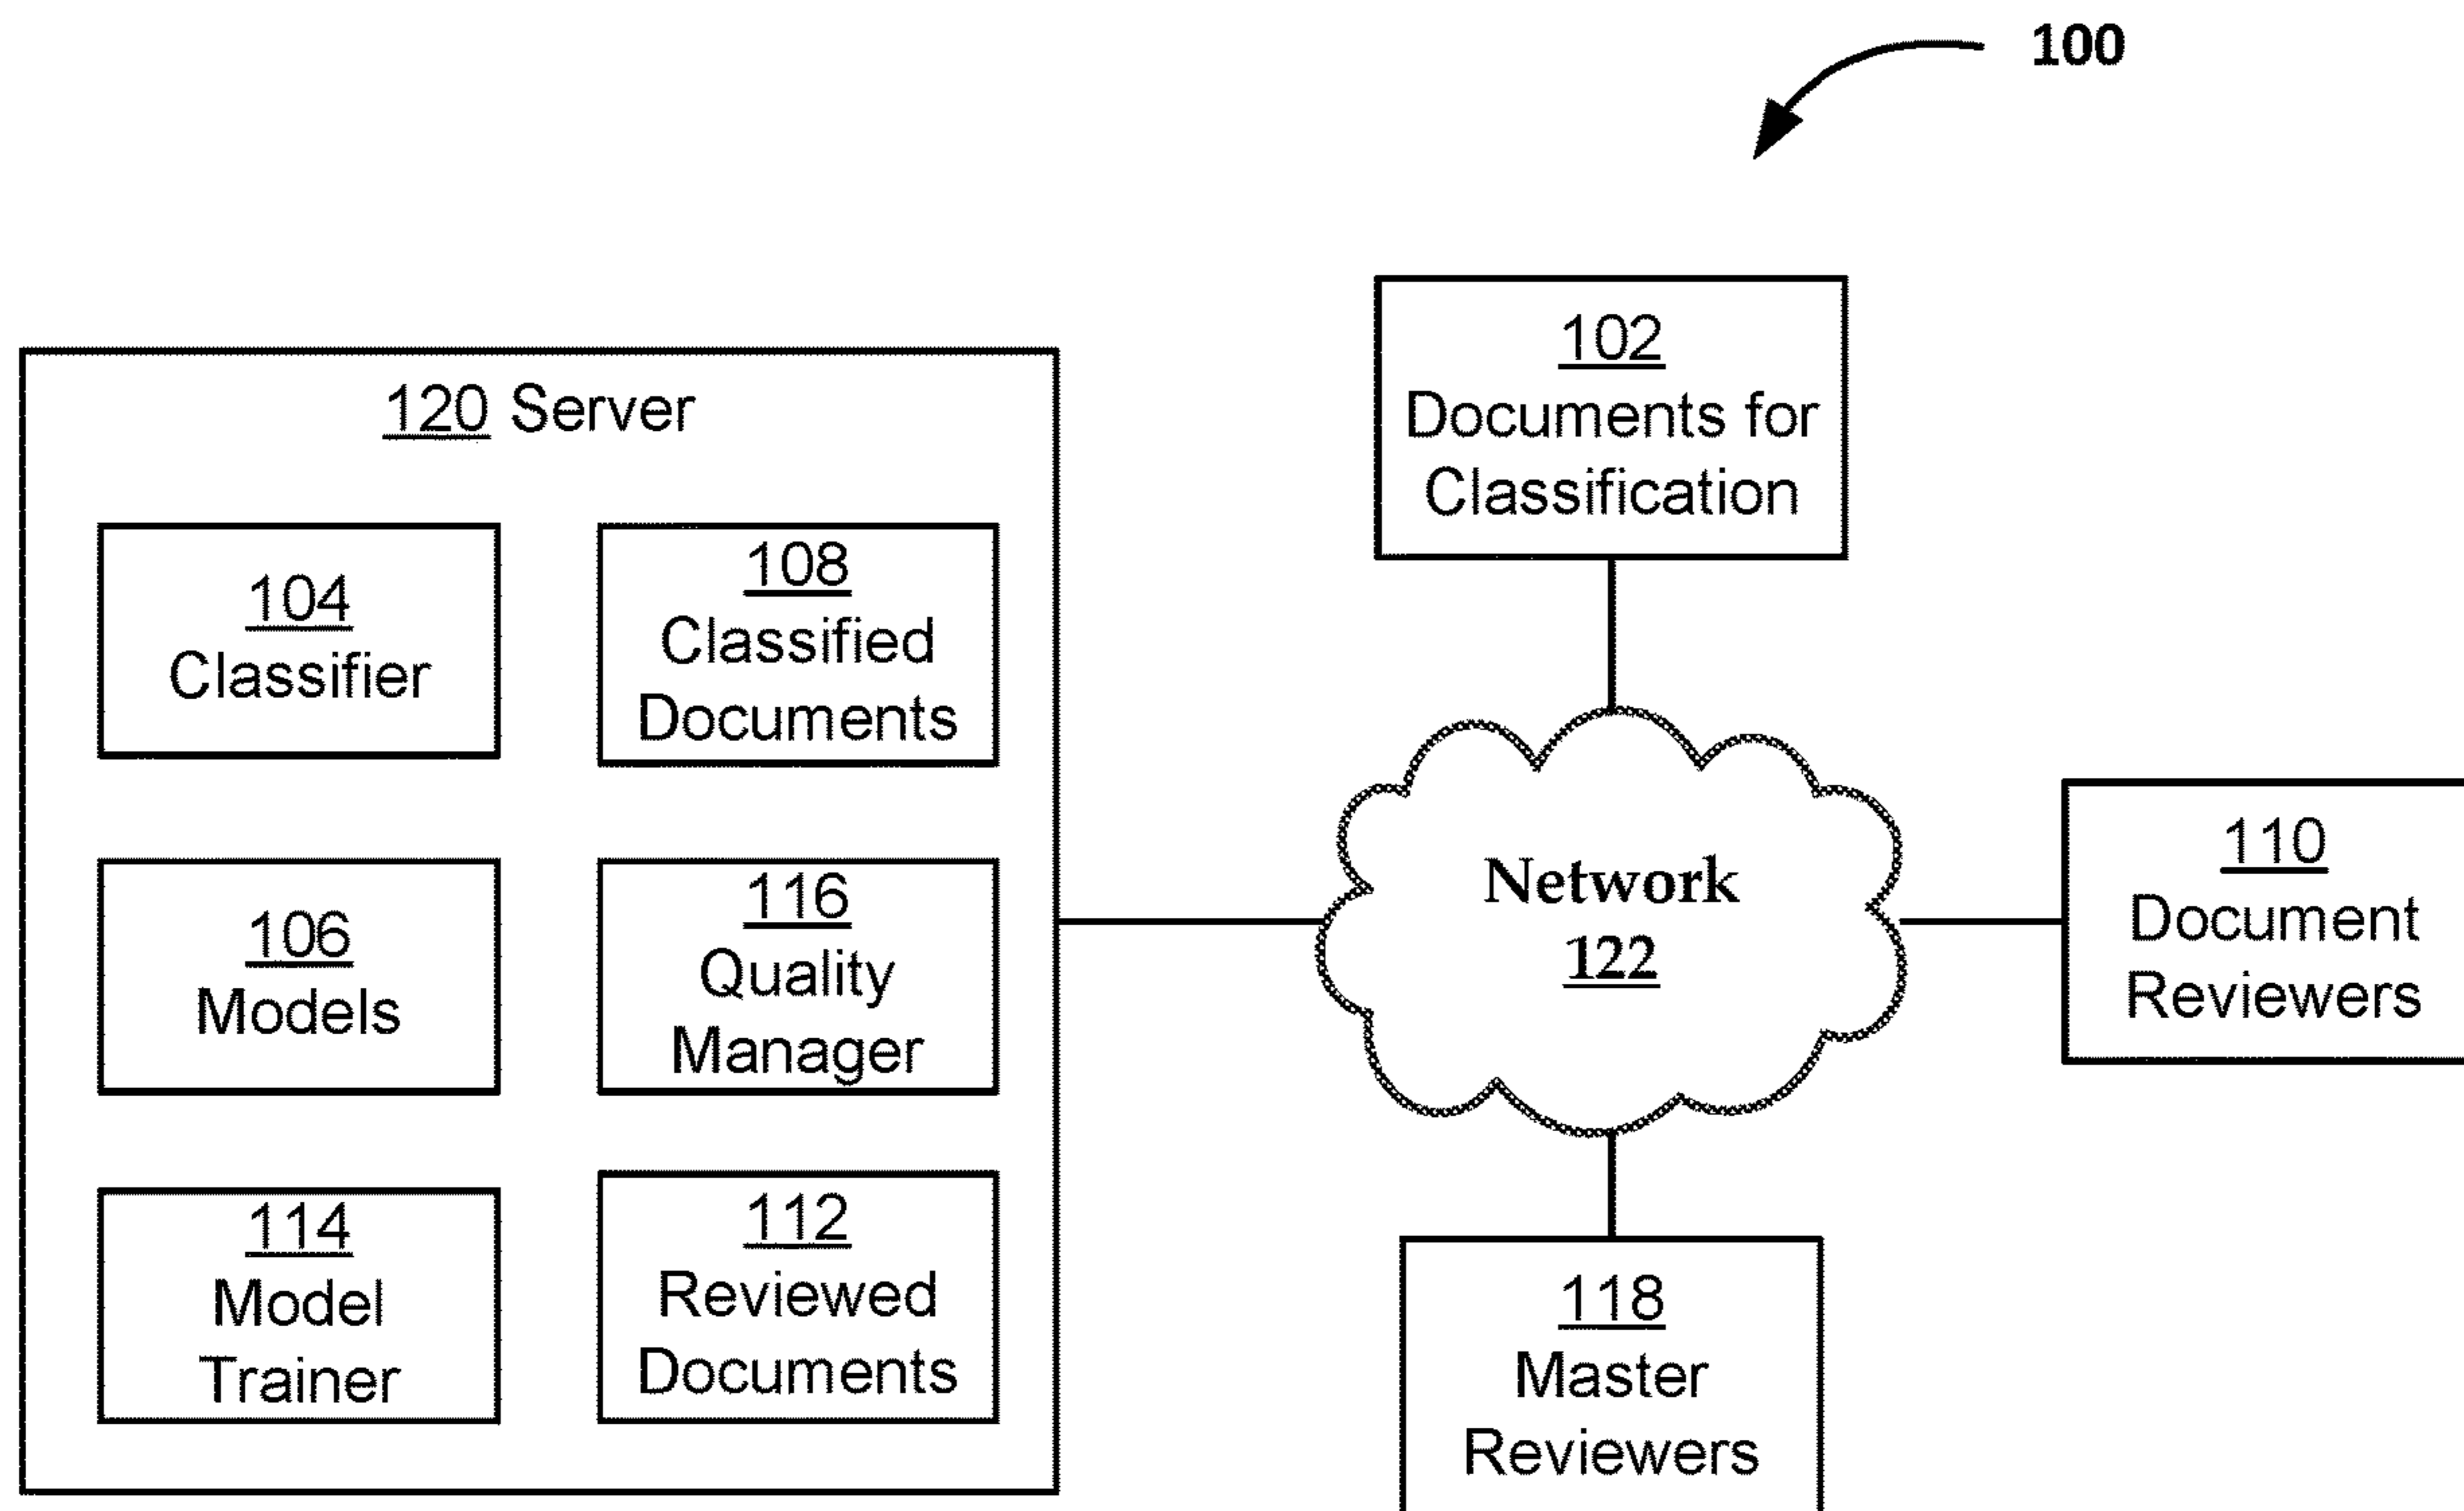 100
120 Server
104
Classifier
108
Classified
Documents
106
Models
116
Quality
Manager
114
Model
Trainer
112
Reviewed
Documents
102
Documents for
Classification
Network
122
110
Document
Reviewers
118
Master
Reviewers